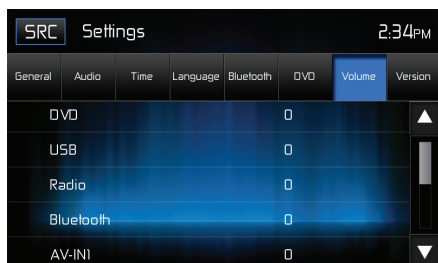 SRC Settings 2:34PM
General Audio Time Language Bluetooth DVD Volume Version
DVD 0
USB 0
Radio 0
Bluetooth 0
AV-IN1 0